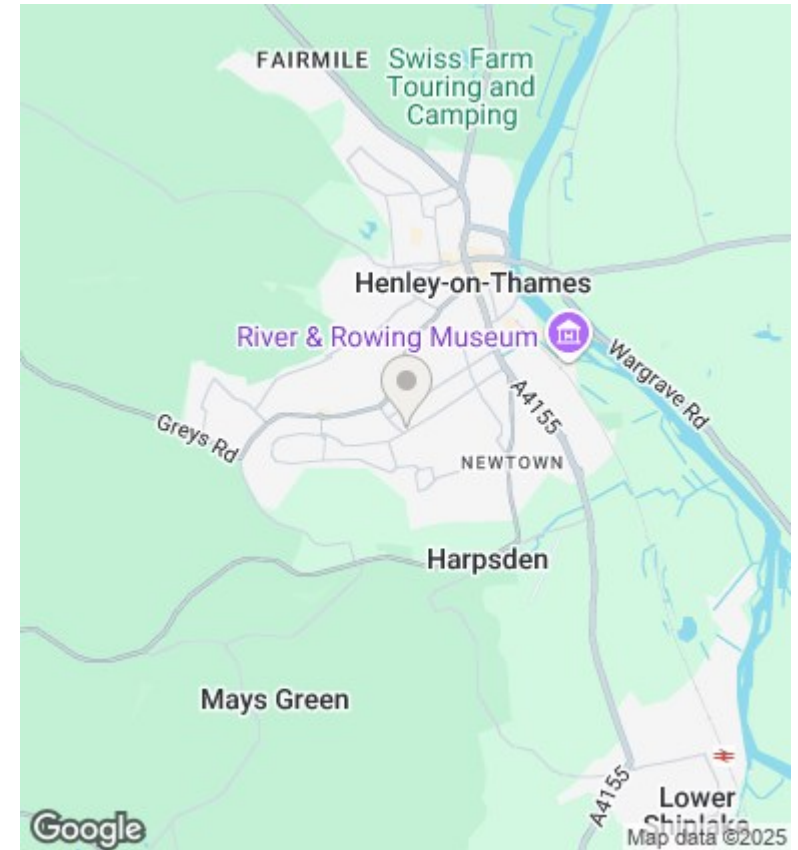 FAIRMILE
Swiss Farm
Touring and
Camping
Henley-on-Thames
River & Rowing Museum
Wargrave Rd
A4155
Greys Rd
NEWTOWN
Harpsden
Mays Green
A4155
Lower
Shiplake
Google
Map data ©2025